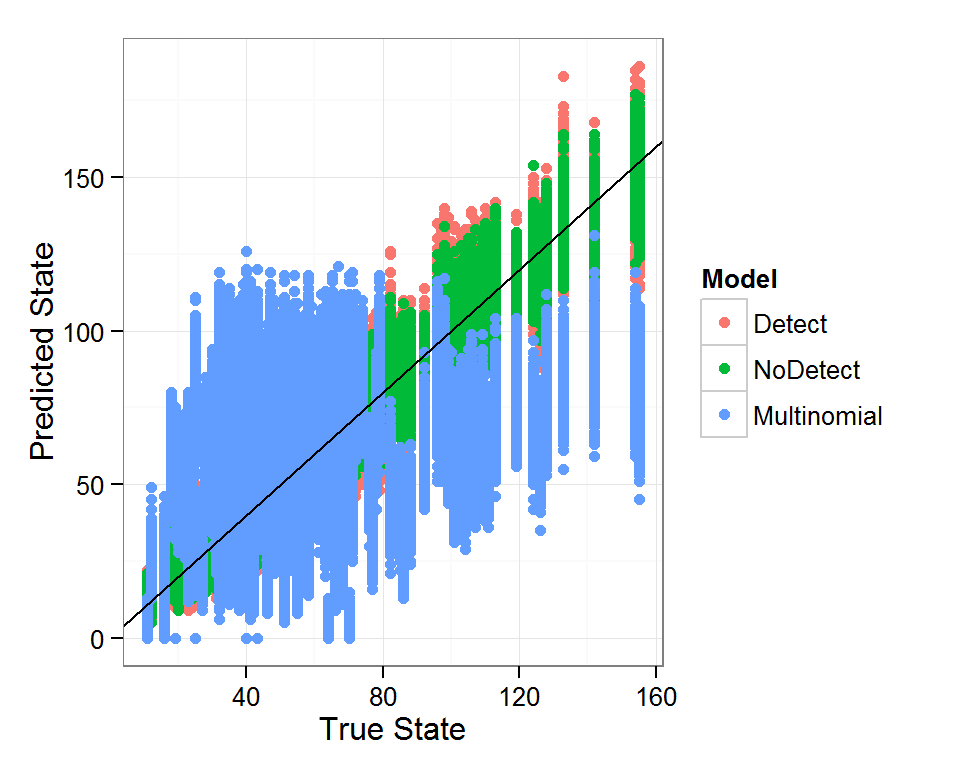 Predicted State
150
100
50
0
40 80 120 160
True State
Model
Detect
NoDetect
Multinomial